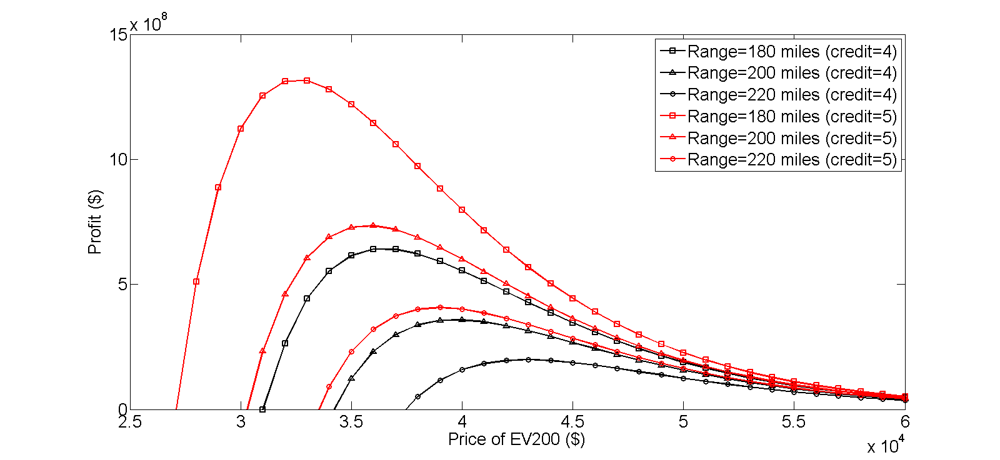 x 10^8
15
10
5
0
Profit ($)
Range=180 miles (credit=4)
Range=200 miles (credit=4)
Range=220 miles (credit=4)
Range=180 miles (credit=5)
Range=200 miles (credit=5)
Range=220 miles (credit=5)
2.5 3 3.5 4 4.5 5 5.5 6
Price of EV200 ($)
x 10^4